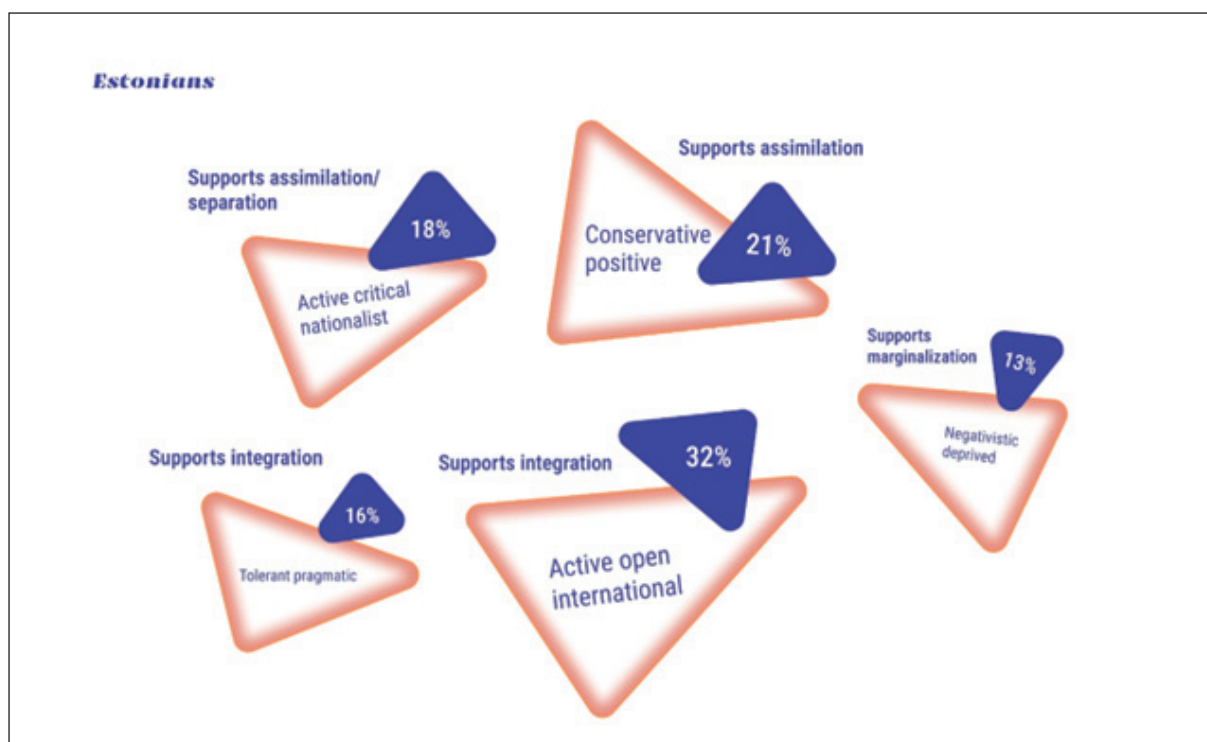 Estonians
Supports assimilation/
separation
18%
Active critical
nationalist
Supports assimilation
Conservative
positive
21%
Supports
marginalization
13%
Negativistic
deprived
Supports integration
16%
Tolerant pragmatic
Supports integration
32%
Active open
international